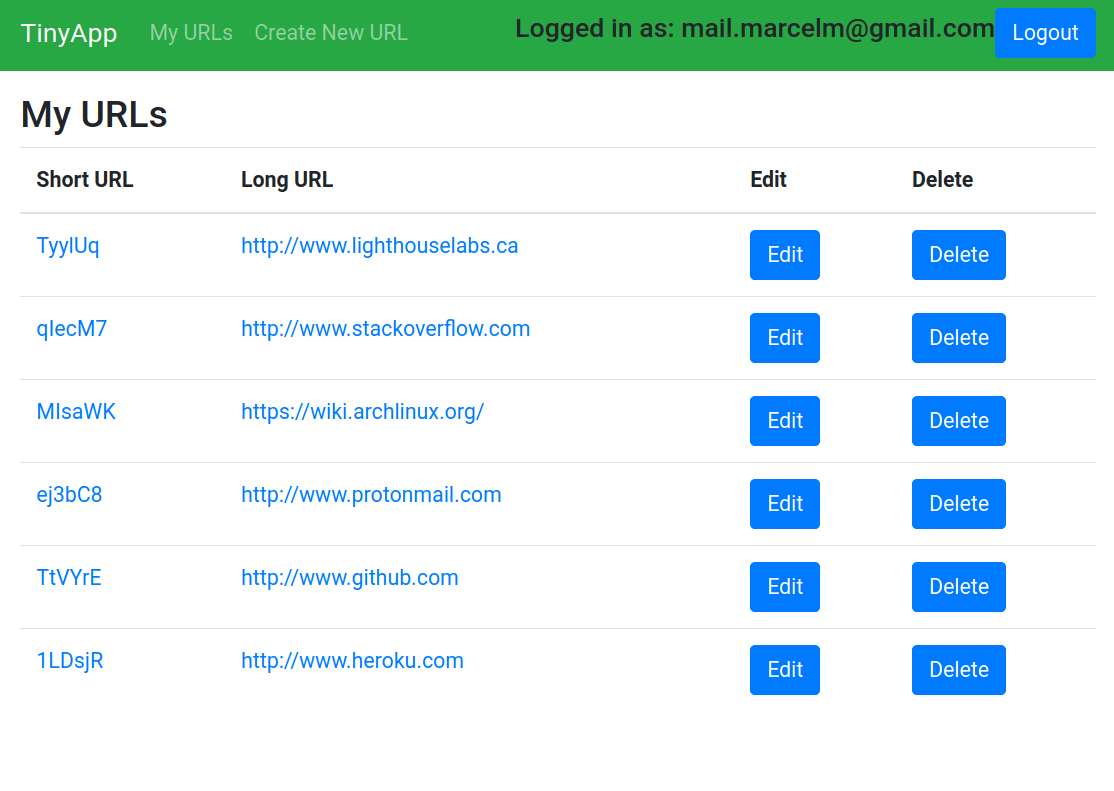 TinyApp My URLs Create New URL Logged in as: mail.marcelm@gmail.com Logout
My URLs
Short URL Long URL Edit Delete
TyylUq http://www.lighthouselabs.ca Edit Delete
qIecM7 http://www.stackoverflow.com Edit Delete
MIsaWK https://wiki.archlinux.org/ Edit Delete
ej3bC8 http://www.protonmail.com Edit Delete
TtVYrE http://www.github.com Edit Delete
1LDsjR http://www.heroku.com Edit Delete